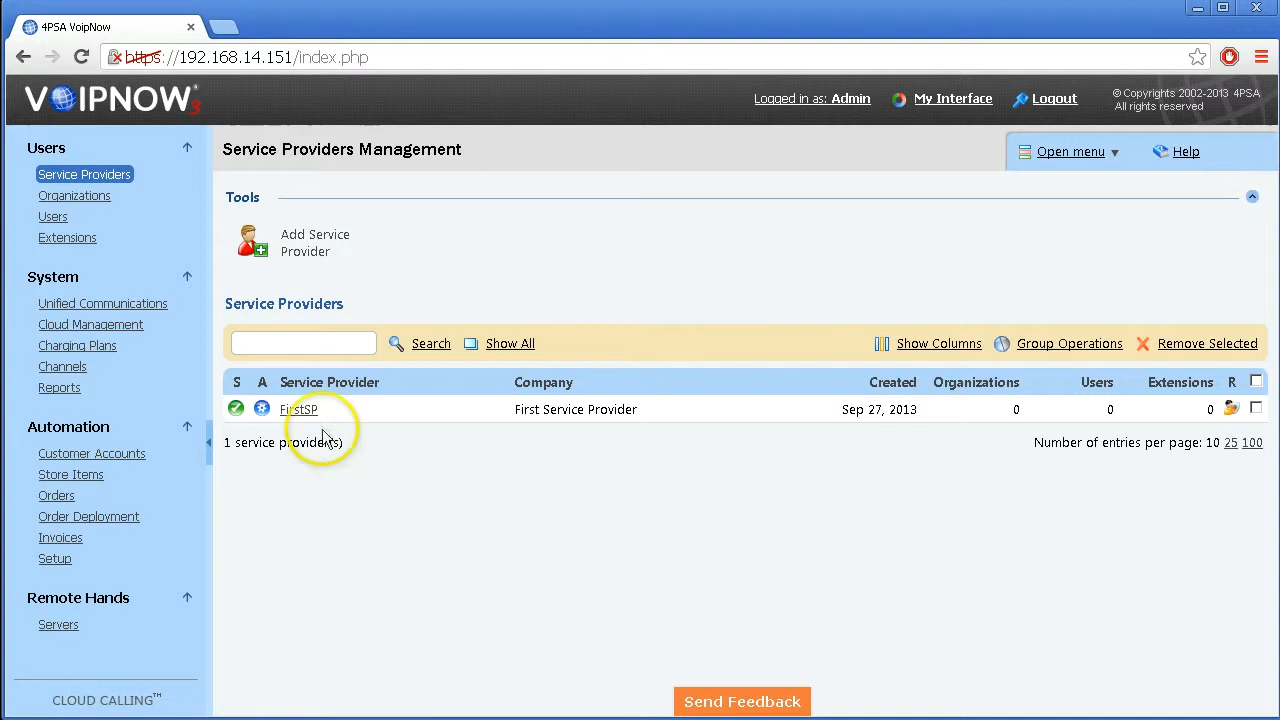 4PSA VoipNow
https://192.168.14.151/index.php
VOIPNOW 3
Logged in as: Admin
My Interface
Logout
© Copyrights 2002-2013 4PSA.
All rights reserved
Users
Service Providers
Organizations
Users
Extensions
System
Unified Communications
Cloud Management
Charging Plans
Channels
Reports
Automation
Customer Accounts
Store Items
Orders
Order Deployment
Invoices
Setup
Remote Hands
Servers
CLOUD CALLING™
Service Providers Management
Open menu
Help
Tools
Add Service
Provider
Service Providers
Search Show All Show Columns Group Operations Remove Selected
S A Service Provider Company Created Organizations Users Extensions R
FirstSP First Service Provider Sep 27, 2013 0 0 0
1 service provider(s) Number of entries per page: 10 25 100
Send Feedback